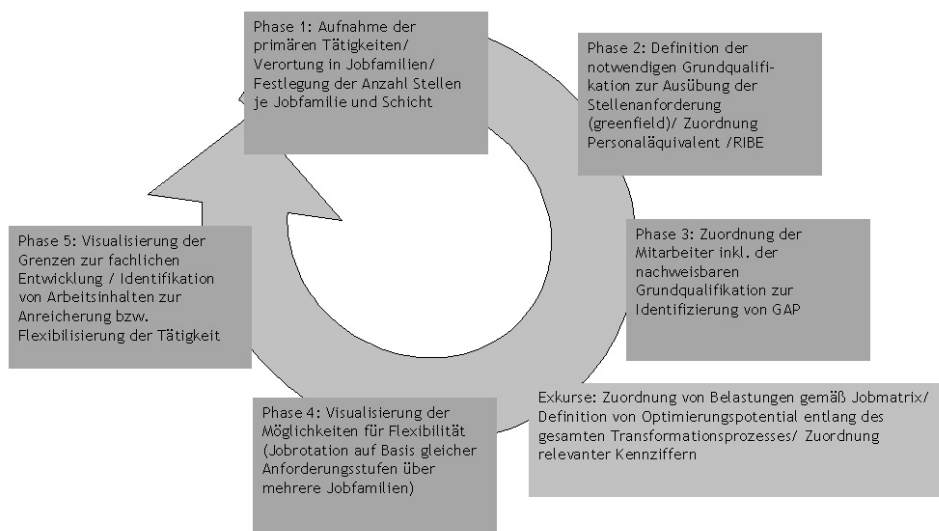 Phase 1: Aufnahme der
primären Tätigkeiten/
Verortung in Jobfamilien/
Festlegung der Anzahl Stellen
je Jobfamilie und Schicht
Phase 2: Definition der
notwendigen Grundqualifi-
kation zur Ausübung der
Stellenanforderung
(greenfield)/ Zuordnung
Personaläquivalent /RIBE
Phase 3: Zuordnung der
Mitarbeiter inkl. der
nachweisbaren
Grundqualifikation zur
Identifizierung von GAP
Exkurse: Zuordnung von Belastungen gemäß Jobmatrix/
Definition von Optimierungspotential entlang des
gesamten Transformationsprozesses/ Zuordnung
relevanter Kennziffern
Phase 4: Visualisierung der
Möglichkeiten für Flexibilität
(Jobrotation auf Basis gleicher
Anforderungsstufen über
mehrere Jobfamilien)
Phase 5: Visualisierung der
Grenzen zur fachlichen
Entwicklung / Identifikation
von Arbeitsinhalten zur
Anreicherung bzw.
Flexibilisierung der Tätigkeit